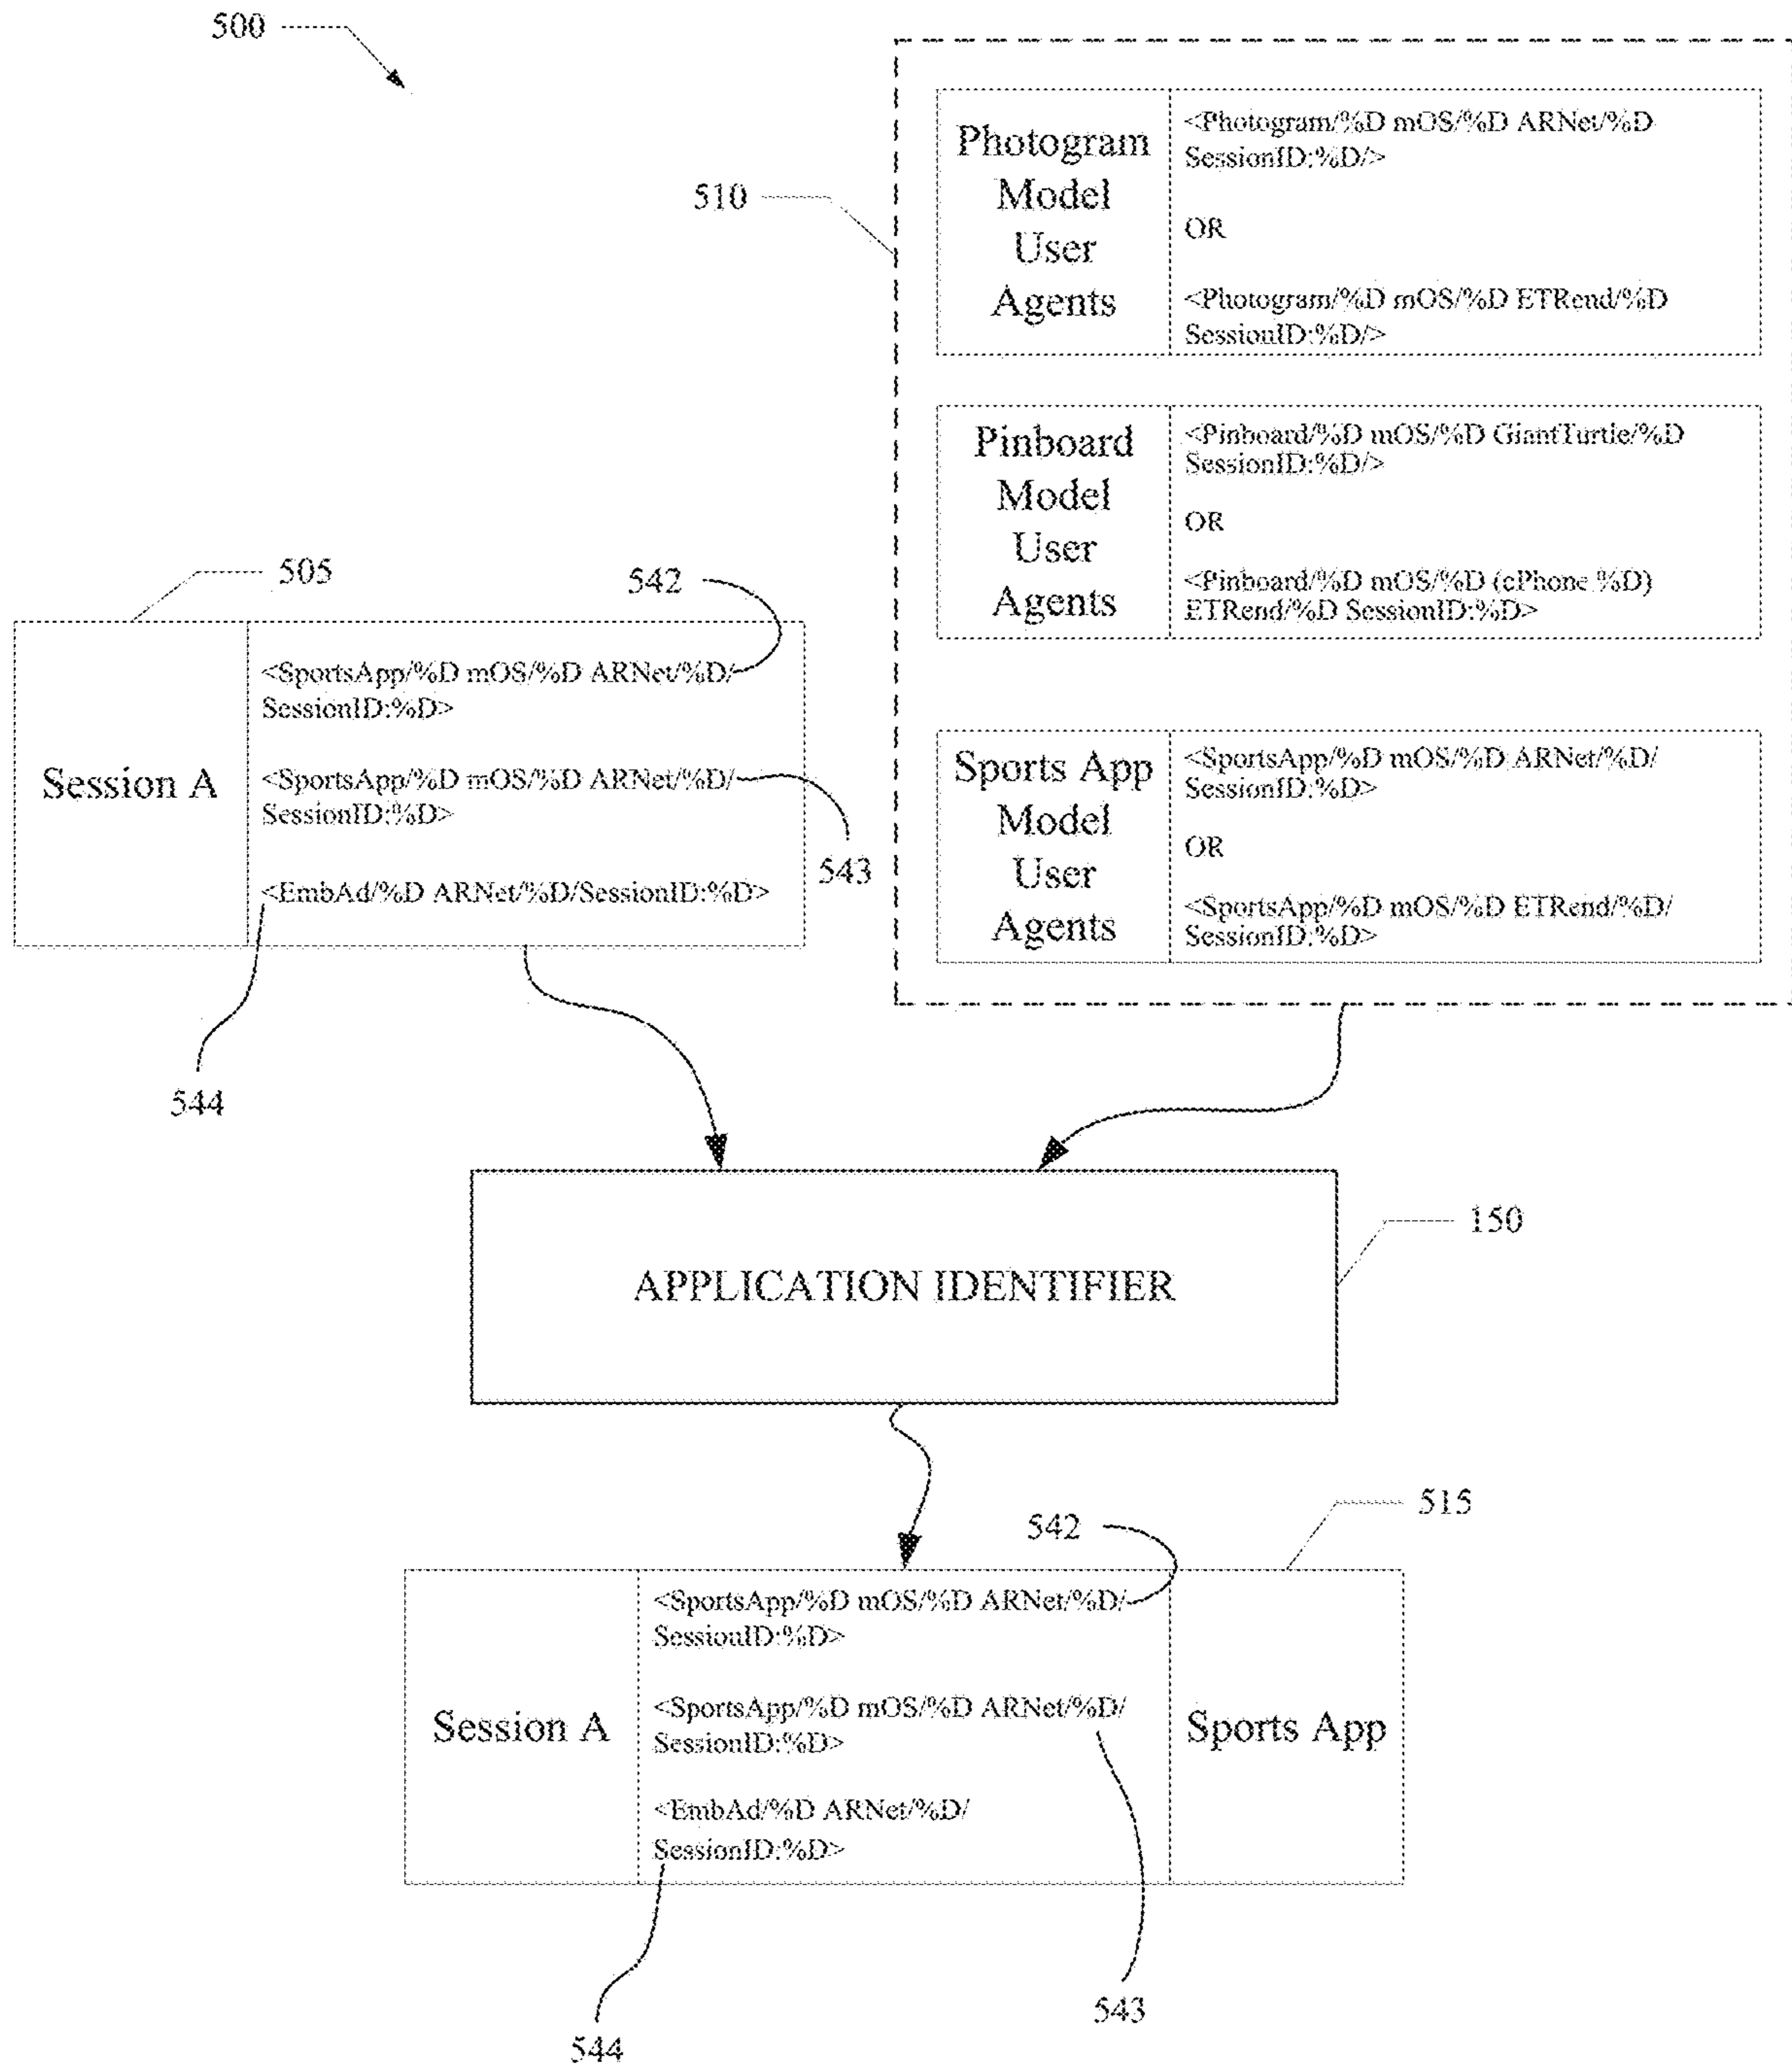 500
510
Photogram
Model
User
Agents
<Photogram/%D mOS/%D ARNet/%D
SessionID:%D/>
OR
<Photogram/%D mOS/%D ETRend/%D
SessionID:%D/>
Pinboard
Model
User
Agents
<Pinboard/%D mOS/%D GiantTurtle/%D
SessionID:%D/>
OR
<Pinboard/%D mOS/%D (cPhone %D)
ETRend/%D SessionID:%D>
Sports App
Model
User
Agents
<SportsApp/%D mOS/%D ARNet/%D/
SessionID:%D>
OR
<SportsApp/%D mOS/%D ETRend/%D/
SessionID:%D>
505
542
Session A
<SportsApp/%D mOS/%D ARNet/%D/
SessionID:%D>
<SportsApp/%D mOS/%D ARNet/%D/
SessionID:%D>
543
<EmbAd/%D ARNet/%D/SessionID:%D>
544
APPLICATION IDENTIFIER
150
515
542
Session A
<SportsApp/%D mOS/%D ARNet/%D/
SessionID:%D>
<SportsApp/%D mOS/%D ARNet/%D/
SessionID:%D>
<EmbAd/%D ARNet/%D/
SessionID:%D>
Sports App
543
544